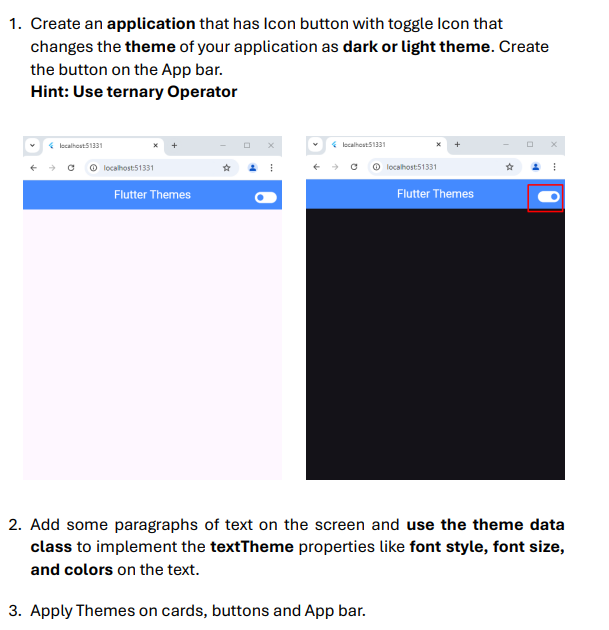 1. Create an application that has Icon button with toggle Icon that
changes the theme of your application as dark or light theme. Create
the button on the App bar.
Hint: Use ternary Operator
localhost:51331
localhost:51331
Flutter Themes
localhost:51331
localhost:51331
Flutter Themes
2. Add some paragraphs of text on the screen and use the theme data
class to implement the textTheme properties like font style, font size,
and colors on the text.
3. Apply Themes on cards, buttons and App bar.